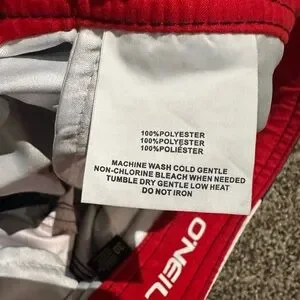 100%POLYESTER
100%POLYESTER
100%POLIÉSTER
MACHINE WASH COLD GENTLE
NON-CHLORINE BLEACH WHEN NEEDED
TUMBLE DRY GENTLE LOW HEAT
DO NOT IRON
O'NEIL